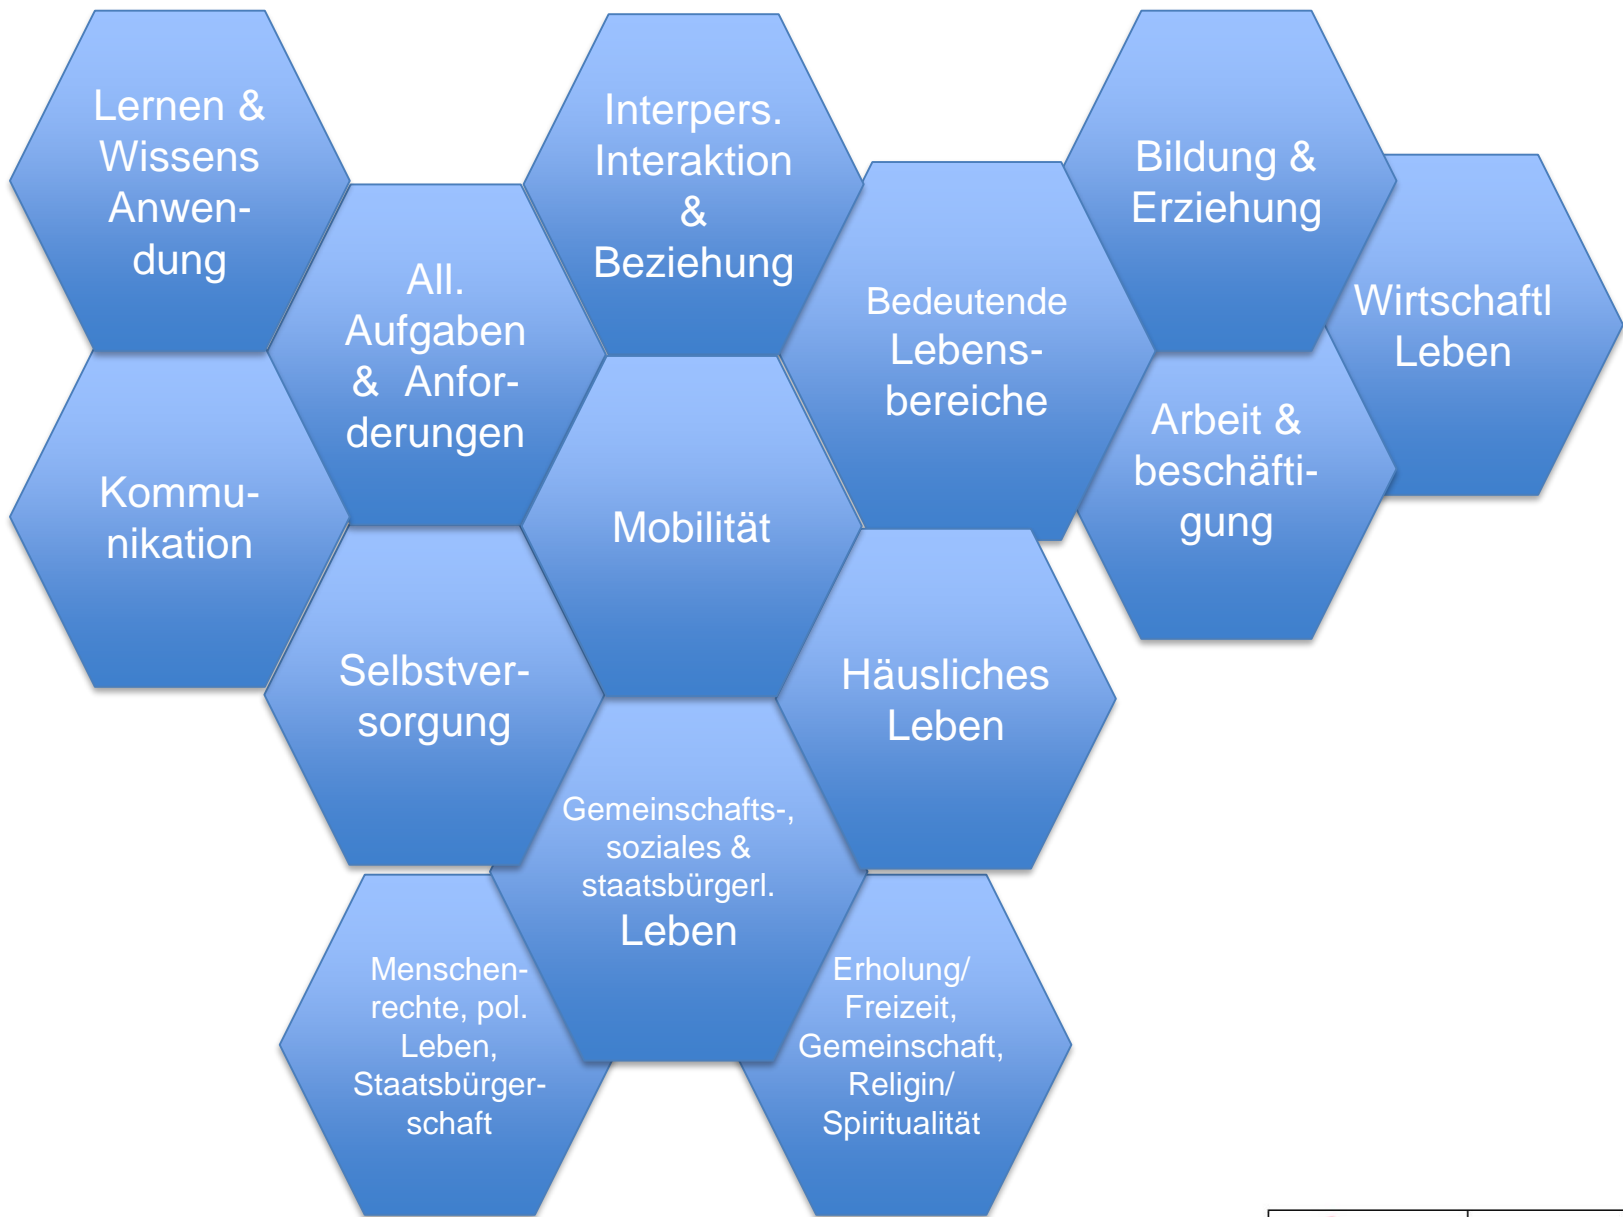 Lernen &
Wissens
Anwen-
dung
Interpers.
Interaktion
&
Beziehung
Bildung &
Erziehung
All.
Aufgaben
& Anfor-
derungen
Bedeutende
Lebens-
bereiche
Wirtschaftl
Leben
Kommu-
nikation
Mobilität
Arbeit &
beschäfti-
gung
Selbstver-
sorgung
Häusliches
Leben
Gemeinschafts-,
soziales &
staatsbürgerl.
Leben
Menschen-
rechte, pol.
Leben,
Staatsbürger-
schaft
Erholung/
Freizeit,
Gemeinschaft,
Religin/
Spiritualität